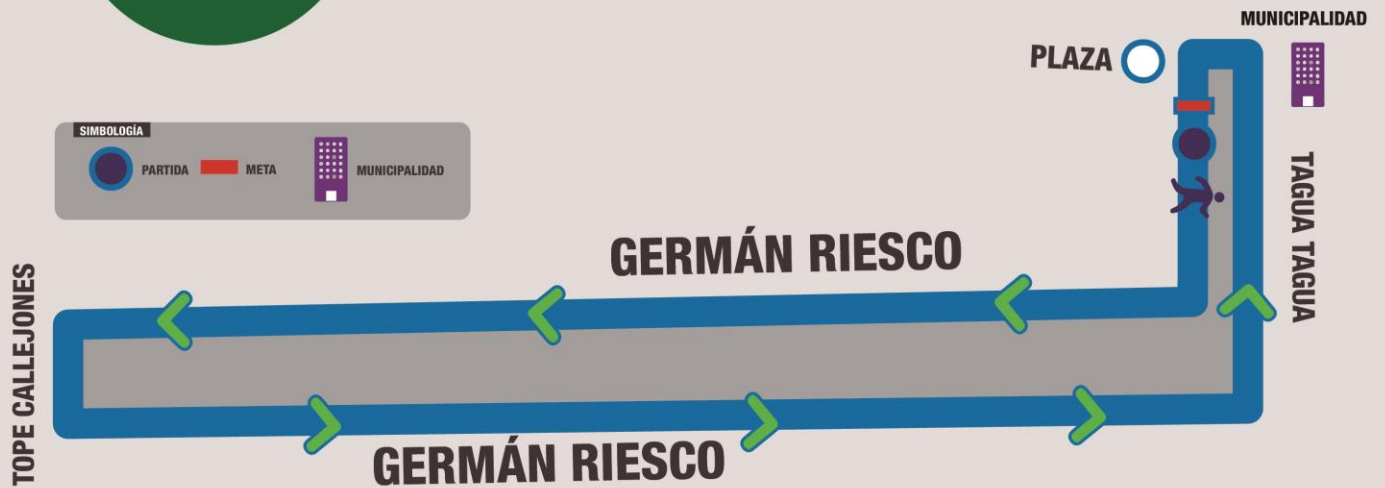 MUNICIPALIDAD
PLAZA
SIMBOLOGÍA
PARTIDA
META
MUNICIPALIDAD
TAGUA TAGUA
GERMÁN RIESCO
TOPE CALLEJONES
GERMÁN RIESCO